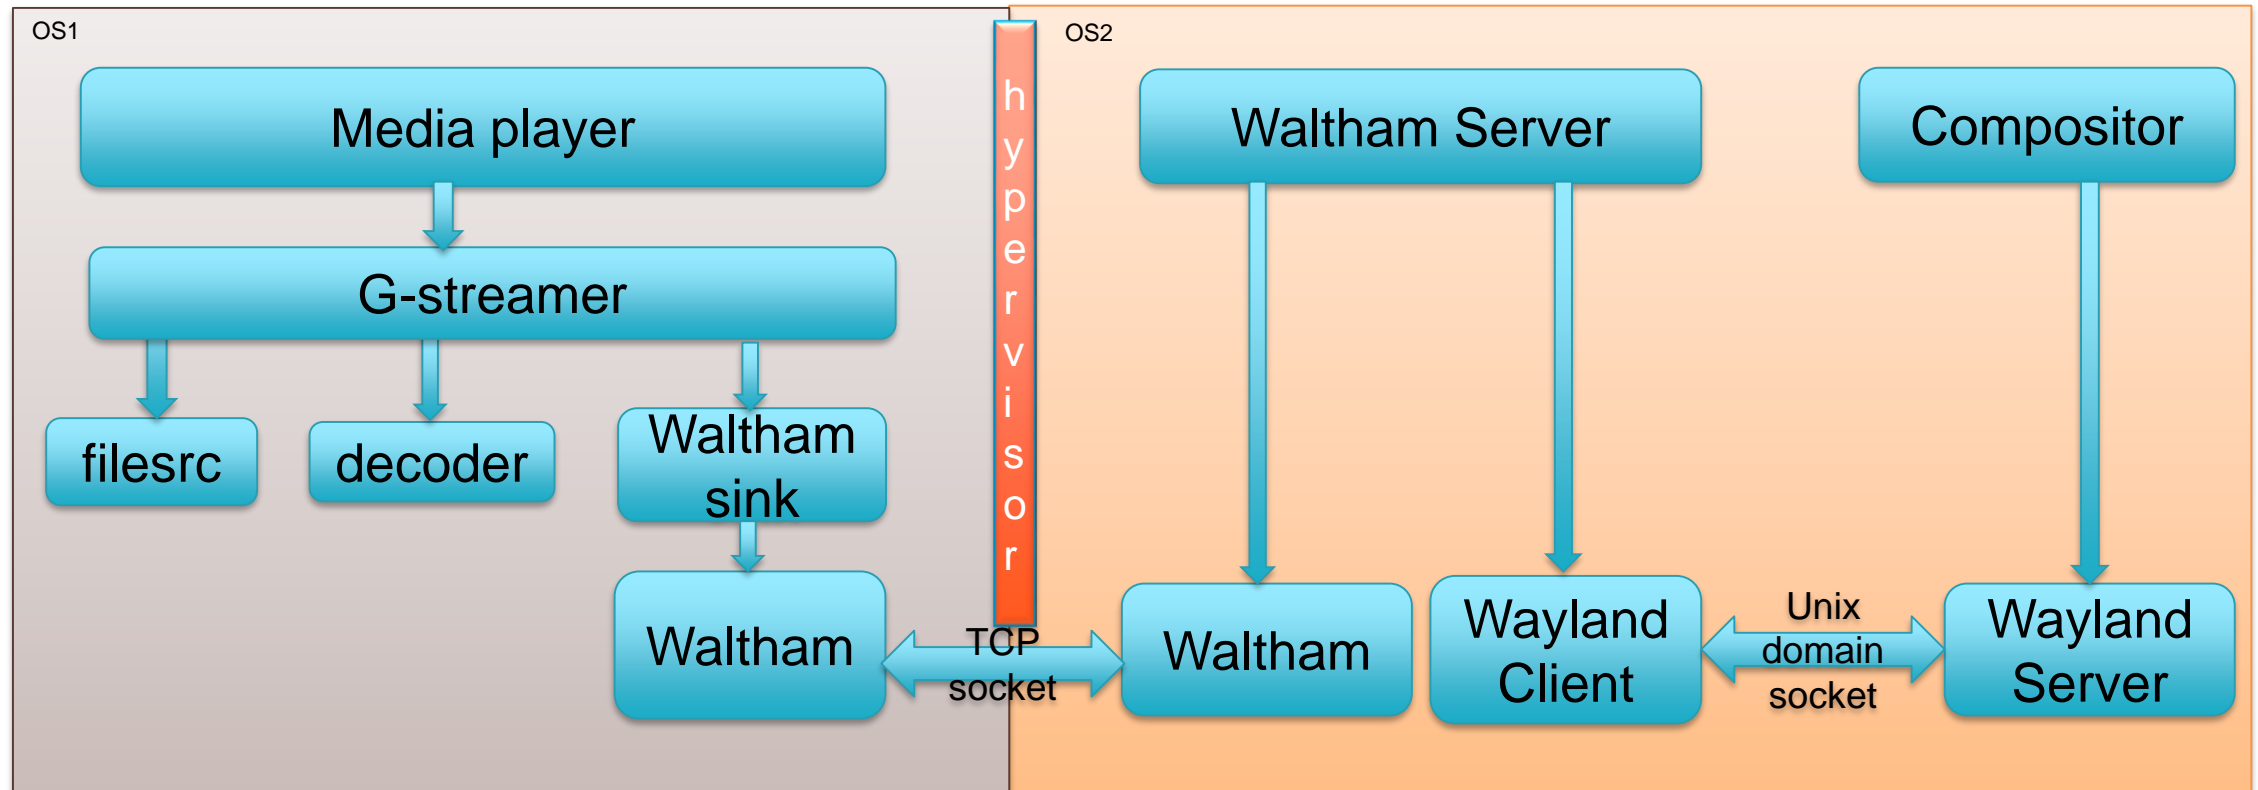 OS1
Media player
G-streamer
filesrc
decoder
Waltham
sink
Waltham
hypervisor
TCP
socket
OS2
Waltham Server
Compositor
Waltham
Wayland
Client
Unix
domain
socket
Wayland
Server